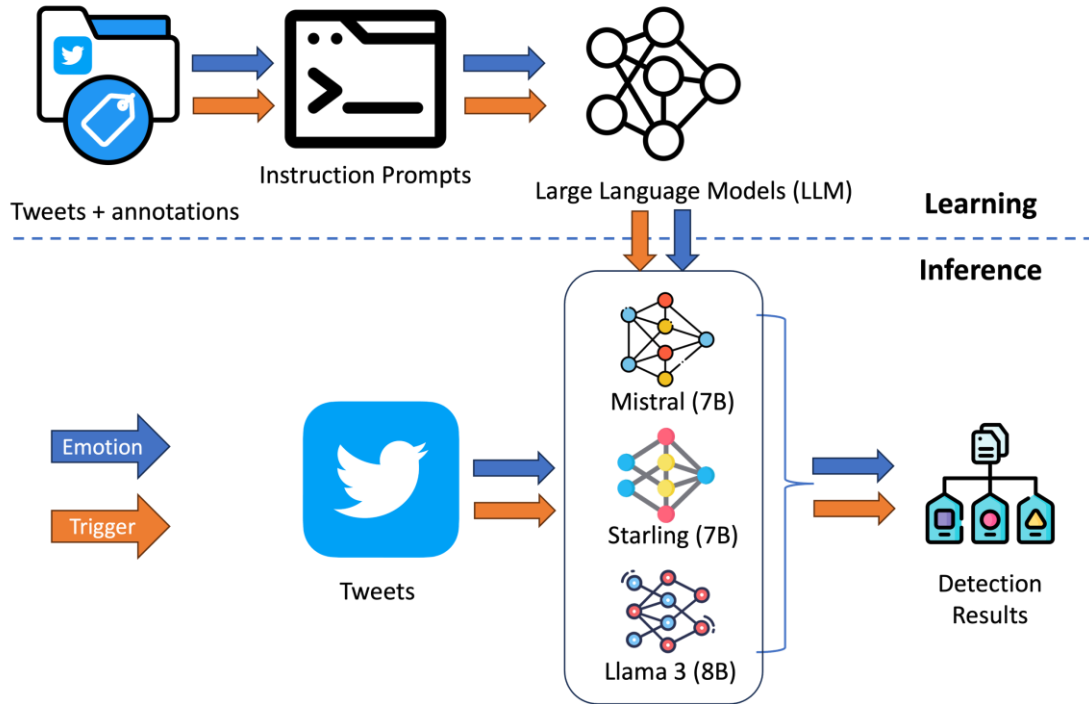 Tweets + annotations
Instruction Prompts
Large Language Models (LLM)
Learning
Inference
Emotion
Trigger
Tweets
Mistral (7B)
Starling (7B)
Llama 3 (8B)
Detection
Results